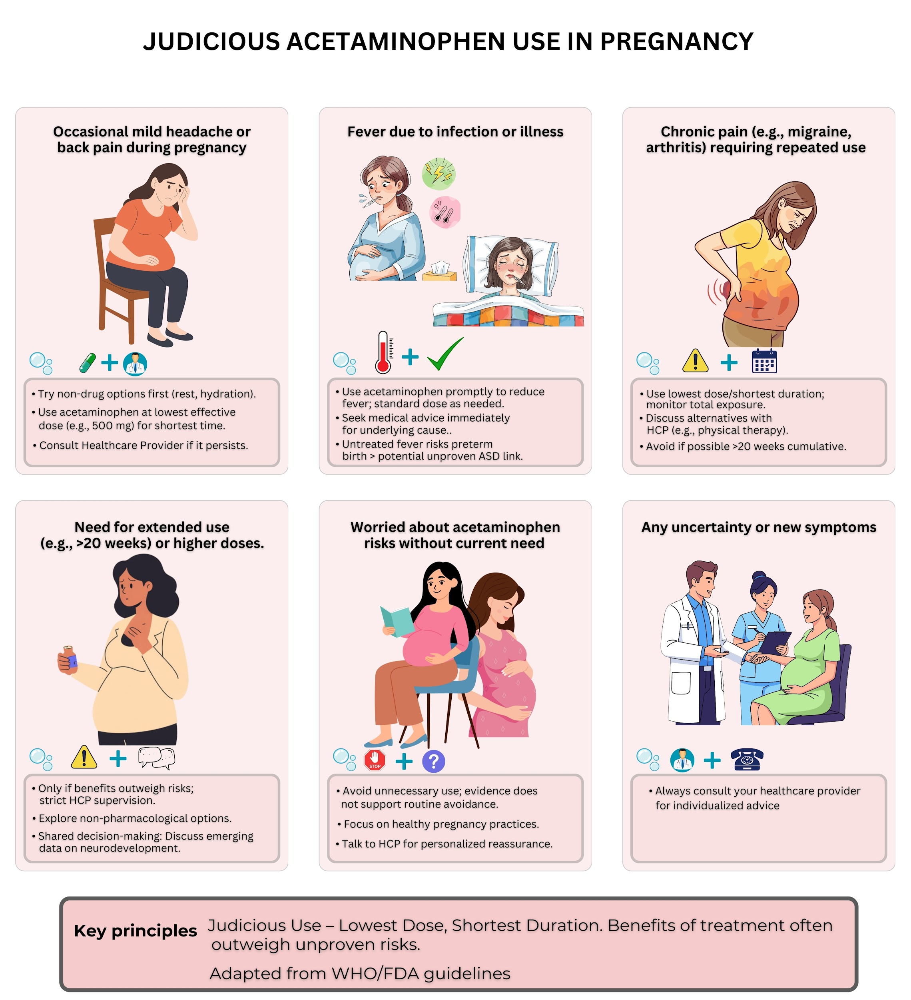 JUDICIOUS ACETAMINOPHEN USE IN PREGNANCY
Occasional mild headache or
back pain during pregnancy
• Try non-drug options first (rest, hydration).
• Use acetaminophen at lowest effective
dose (e.g., 500 mg) for shortest time.
• Consult Healthcare Provider if it persists.
Fever due to infection or illness
• Use acetaminophen promptly to reduce
fever; standard dose as needed.
• Seek medical advice immediately
for underlying cause..
• Untreated fever risks preterm
birth > potential unproven ASD link.
Chronic pain (e.g., migraine,
arthritis) requiring repeated use
• Use lowest dose/shortest duration;
monitor total exposure.
• Discuss alternatives with
HCP (e.g., physical therapy).
• Avoid if possible >20 weeks cumulative.
Need for extended use
(e.g., >20 weeks) or higher doses.
• Only if benefits outweigh risks;
strict HCP supervision.
• Explore non-pharmacological options.
• Shared decision-making: Discuss emerging
data on neurodevelopment.
Worried about acetaminophen
risks without current need
STOP
?
• Avoid unnecessary use; evidence does
not support routine avoidance.
• Focus on healthy pregnancy practices.
• Talk to HCP for personalized reassurance.
Any uncertainty or new symptoms
• Always consult your healthcare provider
for individualized advice
Key principles Judicious Use – Lowest Dose, Shortest Duration. Benefits of treatment often
outweigh unproven risks.
Adapted from WHO/FDA guidelines